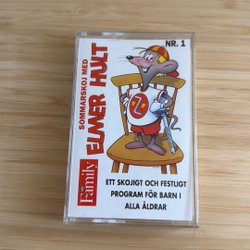 NR. 1
SOMMARSKOJ MED
ELMER HULT
Family
ETT SKOJIGT OCH FESTLIGT
PROGRAM FÖR BARN I
ALLA ÅLDRAR